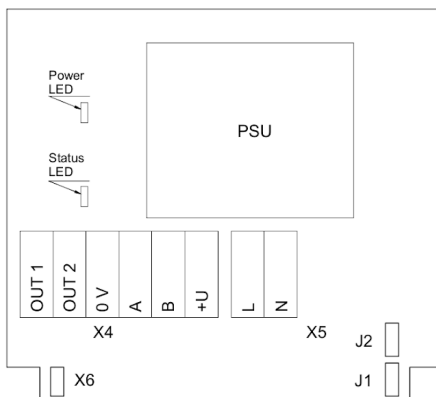 Power
LED
PSU
Status
LED
OUT 1
OUT 2
0 V
A
B
+U
L
N
X4
X5
J2
X6
J1